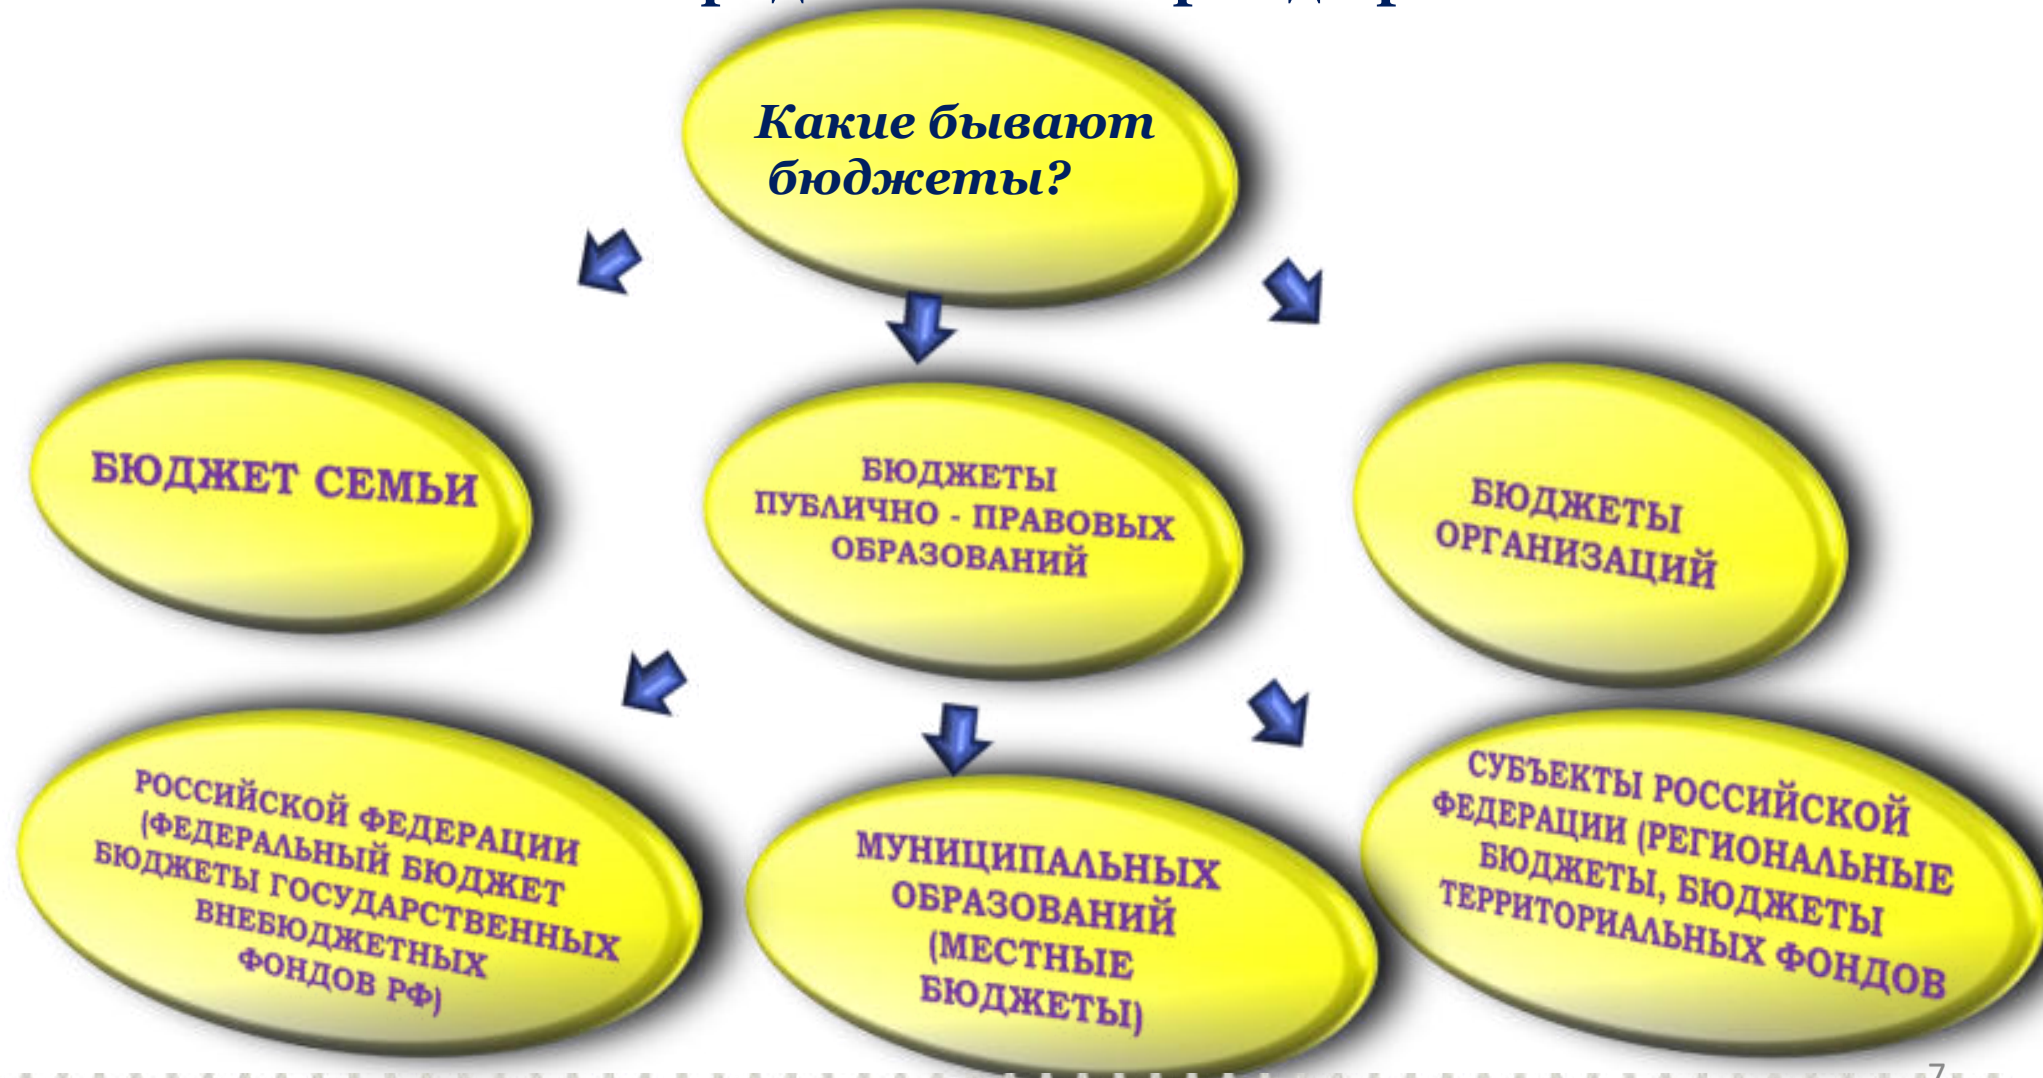 Какие бывают
бюджеты?
БЮДЖЕТ СЕМЬИ
БЮДЖЕТЫ
ПУБЛИЧНО - ПРАВОВЫХ
ОБРАЗОВАНИЙ
БЮДЖЕТЫ
ОРГАНИЗАЦИЙ
РОССИЙСКОЙ ФЕДЕРАЦИИ
(ФЕДЕРАЛЬНЫЙ БЮДЖЕТ
БЮДЖЕТЫ ГОСУДАРСТВЕННЫХ
ВНЕБЮДЖЕТНЫХ
ФОНДОВ РФ)
МУНИЦИПАЛЬНЫХ
ОБРАЗОВАНИЙ
(МЕСТНЫЕ
БЮДЖЕТЫ)
СУБЪЕКТЫ РОССИЙСКОЙ
ФЕДЕРАЦИИ (РЕГИОНАЛЬНЫЕ
БЮДЖЕТЫ, БЮДЖЕТЫ
ТЕРРИТОРИАЛЬНЫХ ФОНДОВ
7